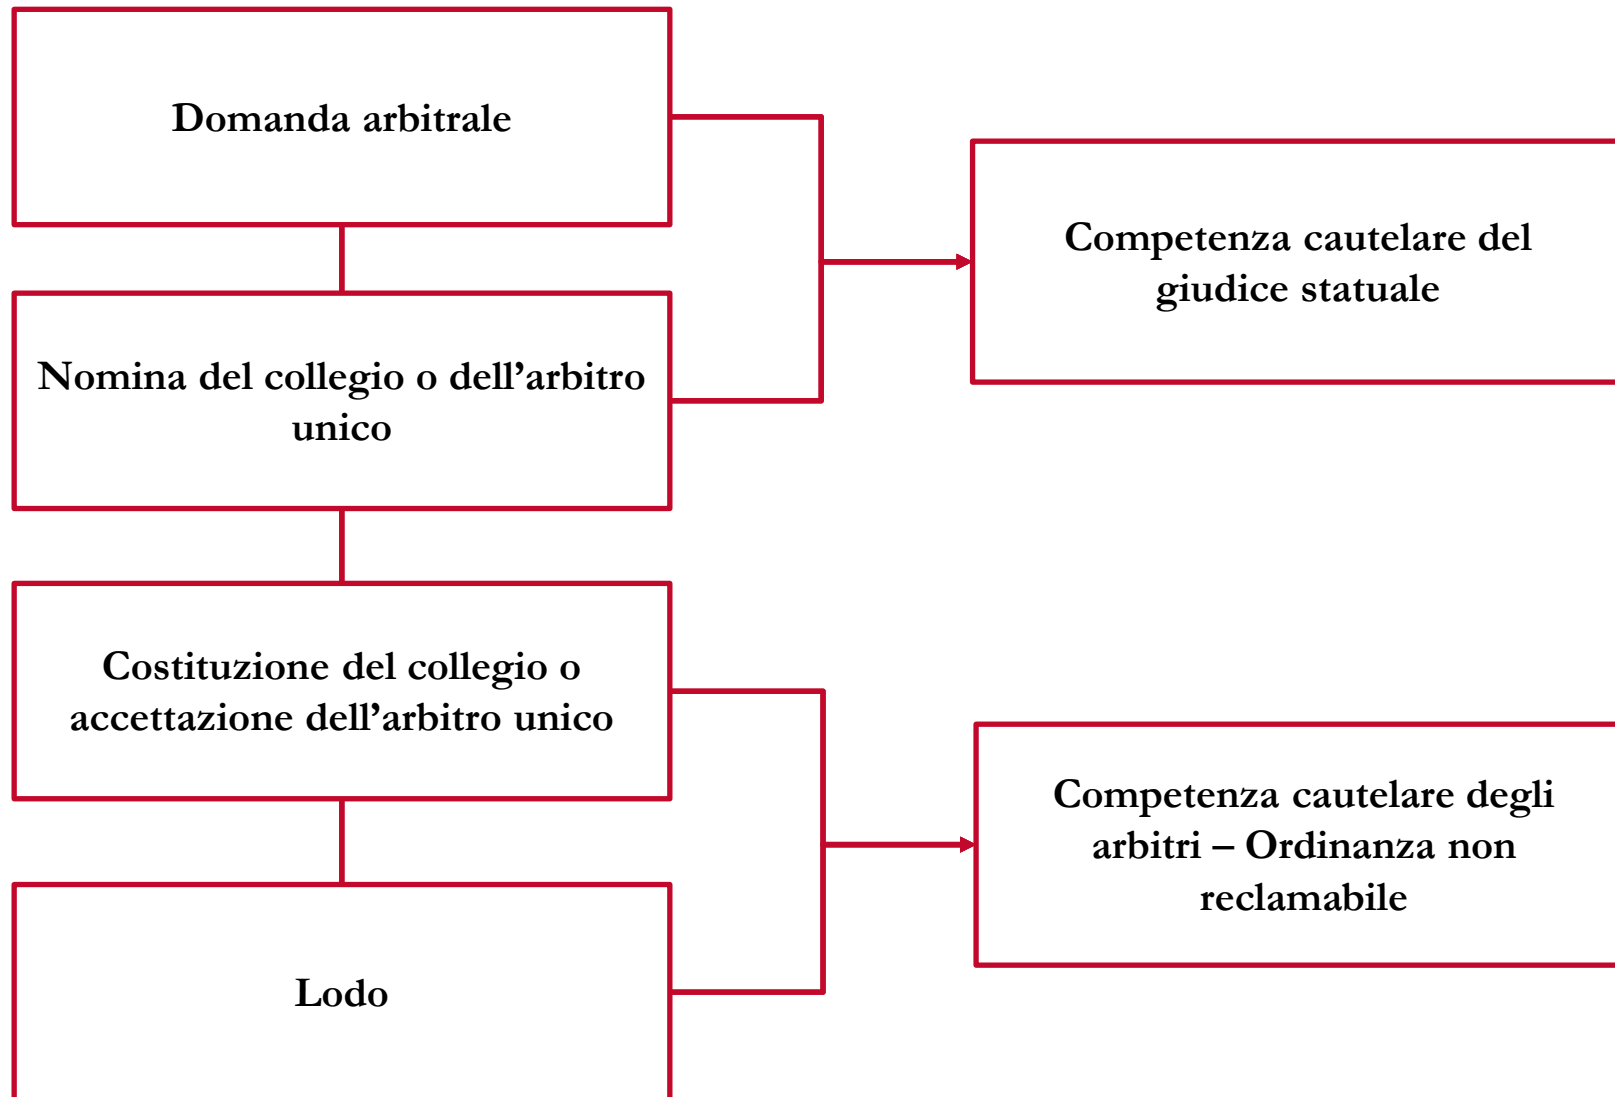 Domanda arbitrale
Competenza cautelare del
giudice statuale
Nomina del collegio o dell’arbitro
unico
Costituzione del collegio o
accettazione dell’arbitro unico
Competenza cautelare degli
arbitri – Ordinanza non
reclamabile
Lodo